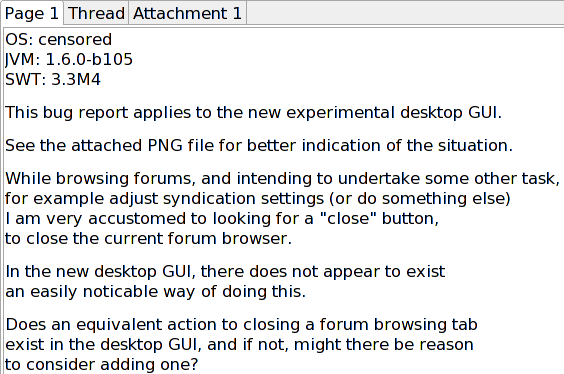 Page 1 Thread Attachment 1
OS: censored
JVM: 1.6.0-b105
SWT: 3.3M4
This bug report applies to the new experimental desktop GUI.
See the attached PNG file for better indication of the situation.
While browsing forums, and intending to undertake some other task,
for example adjust syndication settings (or do something else)
I am very accustomed to looking for a "close" button,
to close the current forum browser.
In the new desktop GUI, there does not appear to exist
an easily noticable way of doing this.
Does an equivalent action to closing a forum browsing tab
exist in the desktop GUI, and if not, might there be reason
to consider adding one?